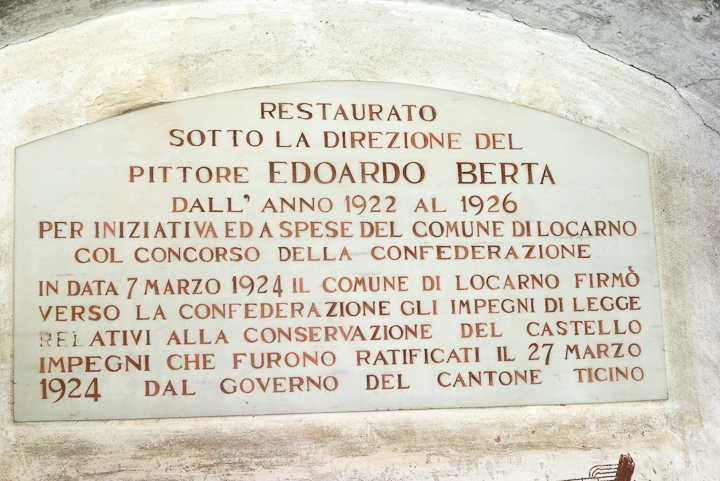 RESTAURATO
SOTTO LA DIREZIONE DEL
PITTORE EDOARDO BERTA
DALL' ANNO 1922 AL 1926
PER INIZIATIVA ED A SPESE DEL COMUNE DI LOCARNO
COL CONCORSO DELLA CONFEDERAZIONE
IN DATA 7 MARZO 1924 IL COMUNE DI LOCARNO FIRMÒ
VERSO LA CONFEDERAZIONE GLI IMPEGNI DI LEGGE
RELATIVI ALLA CONSERVAZIONE DEL CASTELLO
IMPEGNI CHE FURONO RATIFICATI IL 27 MARZO
1924 DAL GOVERNO DEL CANTONE TICINO